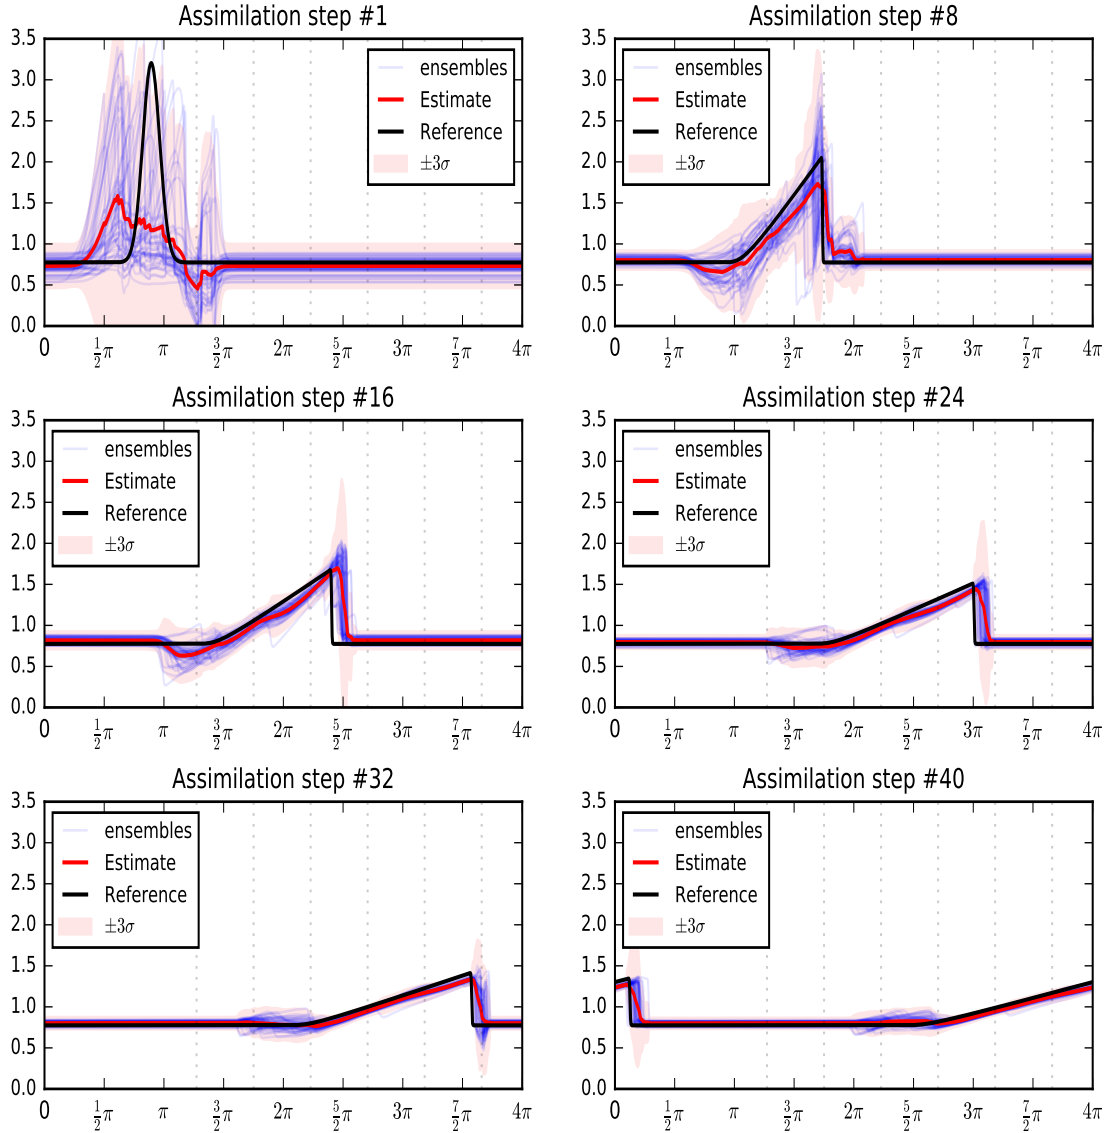 Assimilation step #1
3.5
3.0
2.5
2.0
1.5
1.0
0.5
0.0
ensembles
Estimate
Reference
±3σ
0 1/2π π 3/2π 2π 5/2π 3π 7/2π 4π
Assimilation step #8
3.5
3.0
2.5
2.0
1.5
1.0
0.5
0.0
ensembles
Estimate
Reference
±3σ
0 1/2π π 3/2π 2π 5/2π 3π 7/2π 4π
Assimilation step #16
3.5
3.0
2.5
2.0
1.5
1.0
0.5
0.0
ensembles
Estimate
Reference
±3σ
0 1/2π π 3/2π 2π 5/2π 3π 7/2π 4π
Assimilation step #24
3.5
3.0
2.5
2.0
1.5
1.0
0.5
0.0
ensembles
Estimate
Reference
±3σ
0 1/2π π 3/2π 2π 5/2π 3π 7/2π 4π
Assimilation step #32
3.5
3.0
2.5
2.0
1.5
1.0
0.5
0.0
ensembles
Estimate
Reference
±3σ
0 1/2π π 3/2π 2π 5/2π 3π 7/2π 4π
Assimilation step #40
3.5
3.0
2.5
2.0
1.5
1.0
0.5
0.0
ensembles
Estimate
Reference
±3σ
0 1/2π π 3/2π 2π 5/2π 3π 7/2π 4π